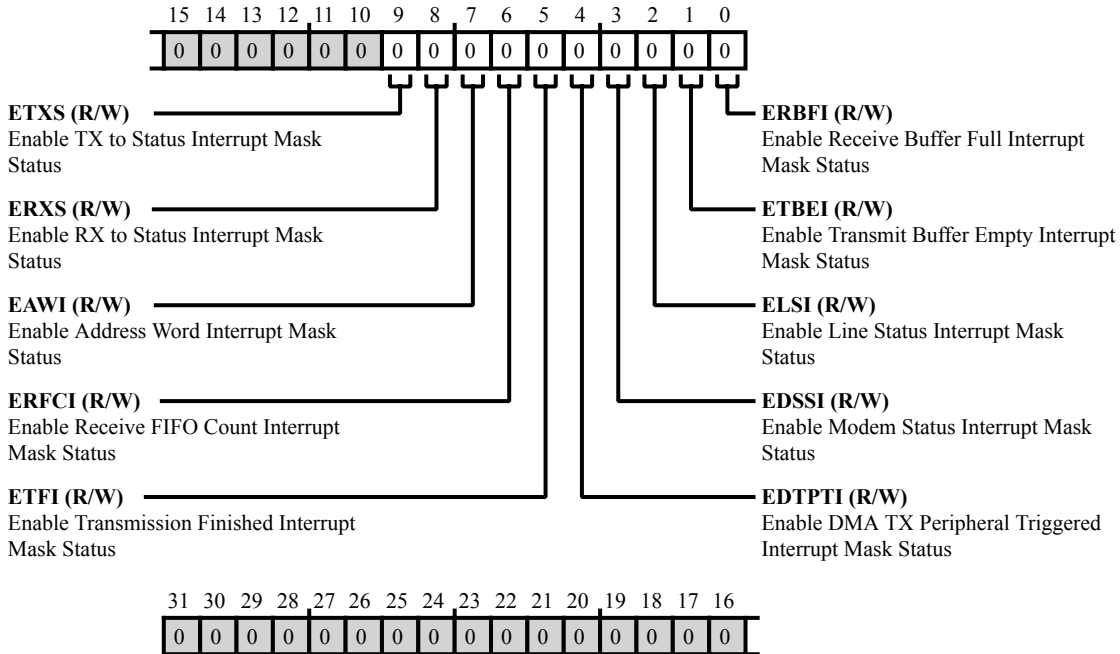 15 14 13 12 11 10 9 8 7 6 5 4 3 2 1 0
0 0 0 0 0 0 0 0 0 0 0 0 0 0 0 0
ETXS (R/W)
Enable TX to Status Interrupt Mask
Status
ERXS (R/W)
Enable RX to Status Interrupt Mask
Status
EAWI (R/W)
Enable Address Word Interrupt Mask
Status
ERFCI (R/W)
Enable Receive FIFO Count Interrupt
Mask Status
ETFI (R/W)
Enable Transmission Finished Interrupt
Mask Status
ERBFI (R/W)
Enable Receive Buffer Full Interrupt
Mask Status
ETBEI (R/W)
Enable Transmit Buffer Empty Interrupt
Mask Status
ELSI (R/W)
Enable Line Status Interrupt Mask
Status
EDSSI (R/W)
Enable Modem Status Interrupt Mask
Status
EDTPTI (R/W)
Enable DMA TX Peripheral Triggered
Interrupt Mask Status
31 30 29 28 27 26 25 24 23 22 21 20 19 18 17 16
0 0 0 0 0 0 0 0 0 0 0 0 0 0 0 0